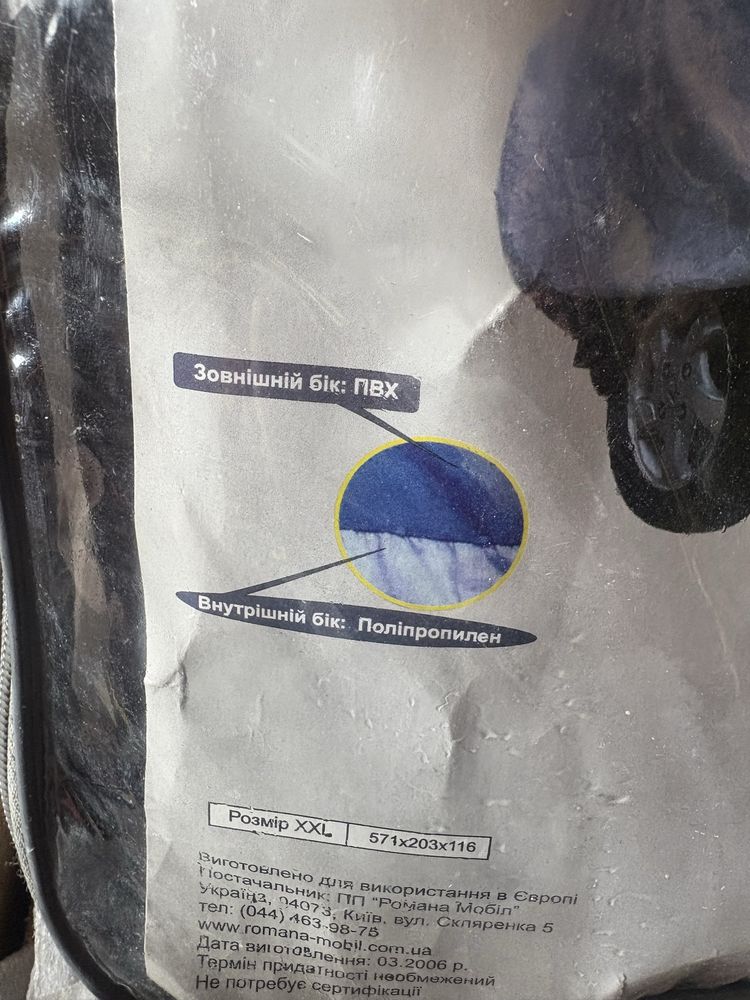 Зовнішній бік: ПВХ
Внутрішній бік: Поліпропилен
Розмір XXL 571x203x116
Виготовлено для використання в Європі
Постачальник: ПП "Романа Мобіл"
Україна, 04073, Київ, вул. Скляренка 5
тел: (044) 463-98-75
www.romana-mobil.com.ua
Дата виготовлення: 03.2006 р.
Термін придатності необмежений
Не потребує сертифікації